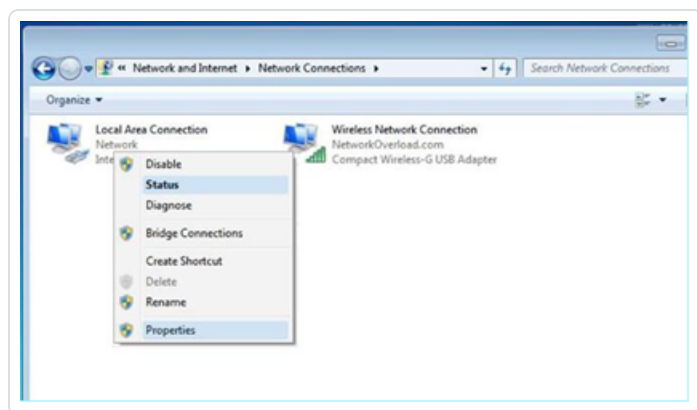 « Network and Internet ▸ Network Connections ▸
Search Network Connections
Organize ▾
Local Area Connection
Network
Inte
Wireless Network Connection
NetworkOverload.com
Compact Wireless-G USB Adapter
Disable
Status
Diagnose
Bridge Connections
Create Shortcut
Delete
Rename
Properties